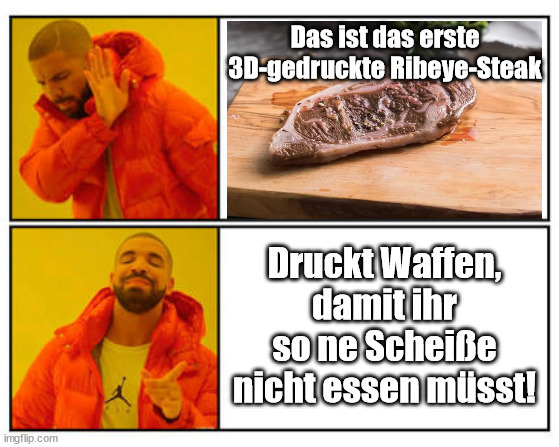 Das ist das erste
3D-gedruckte Ribeye-Steak
Druckt Waffen,
damit ihr
so ne Scheiße
nicht essen müsst!
imgflip.com